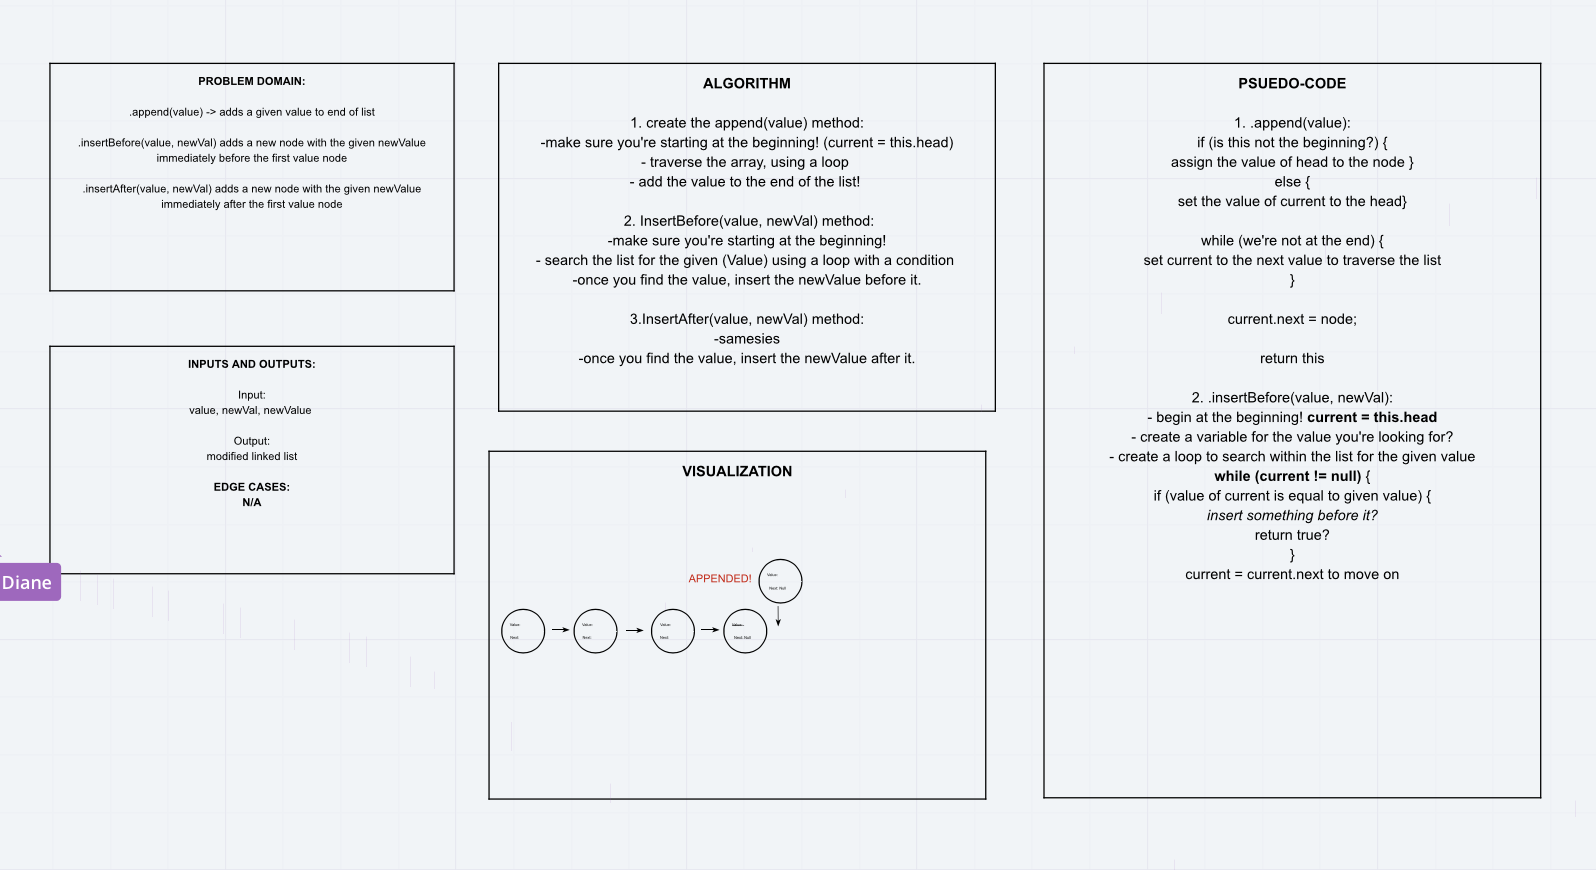 PROBLEM DOMAIN:
.append(value) -> adds a given value to end of list
.insertBefore(value, newVal) adds a new node with the given newValue
immediately before the first value node
.insertAfter(value, newVal) adds a new node with the given newValue
immediately after the first value node
INPUTS AND OUTPUTS:
Input:
value, newVal, newValue
Output:
modified linked list
EDGE CASES:
N/A
Diane
ALGORITHM
1. create the append(value) method:
-make sure you're starting at the beginning! (current = this.head)
- traverse the array, using a loop
- add the value to the end of the list!
2. InsertBefore(value, newVal) method:
-make sure you're starting at the beginning!
- search the list for the given (Value) using a loop with a condition
-once you find the value, insert the newValue before it.
3.InsertAfter(value, newVal) method:
-samesies
-once you find the value, insert the newValue after it.
VISUALIZATION
APPENDED!
Value:
Next: Null
Value:
Next:
Value:
Next:
Value:
Next:
Value:
Next: Null
PSUEDO-CODE
1. .append(value):
if (is this not the beginning?) {
assign the value of head to the node }
else {
set the value of current to the head}
while (we're not at the end) {
set current to the next value to traverse the list
}
current.next = node;
return this
2. .insertBefore(value, newVal):
- begin at the beginning! current = this.head
- create a variable for the value you're looking for?
- create a loop to search within the list for the given value
while (current != null) {
if (value of current is equal to given value) {
insert something before it?
return true?
}
current = current.next to move on